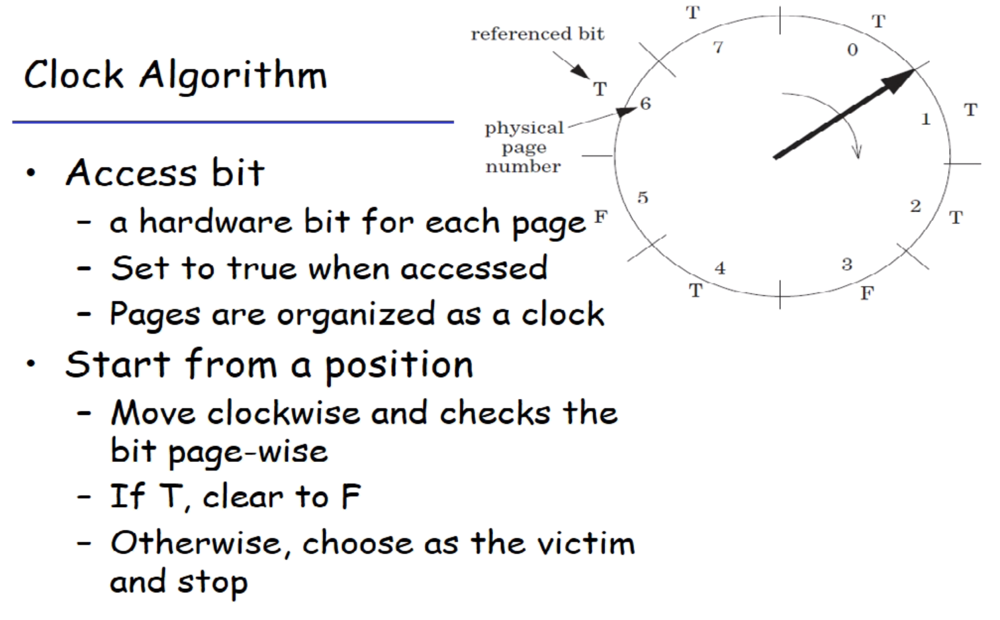 Clock Algorithm
• Access bit
– a hardware bit for each page
– Set to true when accessed
– Pages are organized as a clock
• Start from a position
– Move clockwise and checks the
bit page-wise
– If T, clear to F
– Otherwise, choose as the victim
and stop
referenced bit
physical
page
number
T
0
T
1
T
2
F
3
T
4
F
5
T
6
T
7